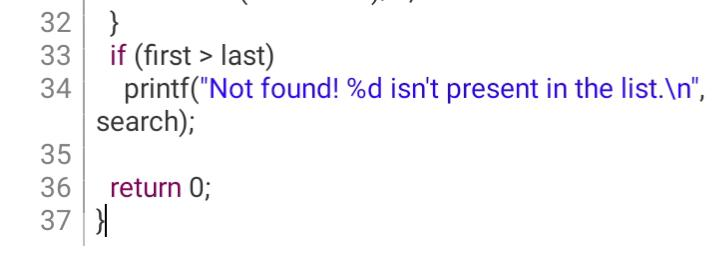 32 }
33 if (first > last)
34 printf("Not found! %d isn't present in the list.\n",
search);
35
36 return 0;
37 }